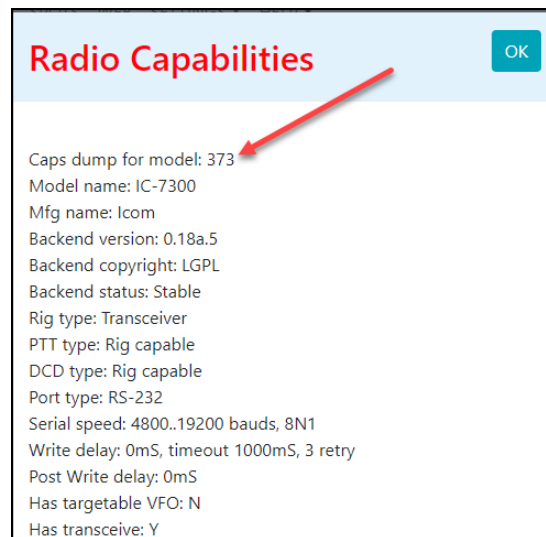 Radio Capabilities
OK
Caps dump for model: 373
Model name: IC-7300
Mfg name: Icom
Backend version: 0.18a.5
Backend copyright: LGPL
Backend status: Stable
Rig type: Transceiver
PTT type: Rig capable
DCD type: Rig capable
Port type: RS-232
Serial speed: 4800..19200 bauds, 8N1
Write delay: 0mS, timeout 1000mS, 3 retry
Post Write delay: 0mS
Has targetable VFO: N
Has transceive: Y